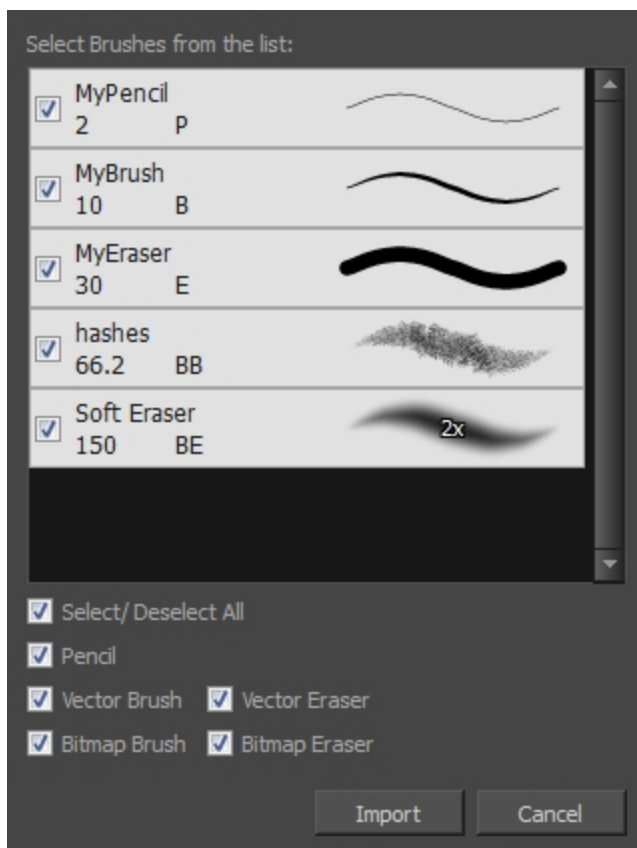 Select Brushes from the list:
MyPencil
2 P
MyBrush
10 B
MyEraser
30 E
hashes
66.2 BB
Soft Eraser
150 BE
2x
Select/ Deselect All
Pencil
Vector Brush Vector Eraser
Bitmap Brush Bitmap Eraser
Import Cancel